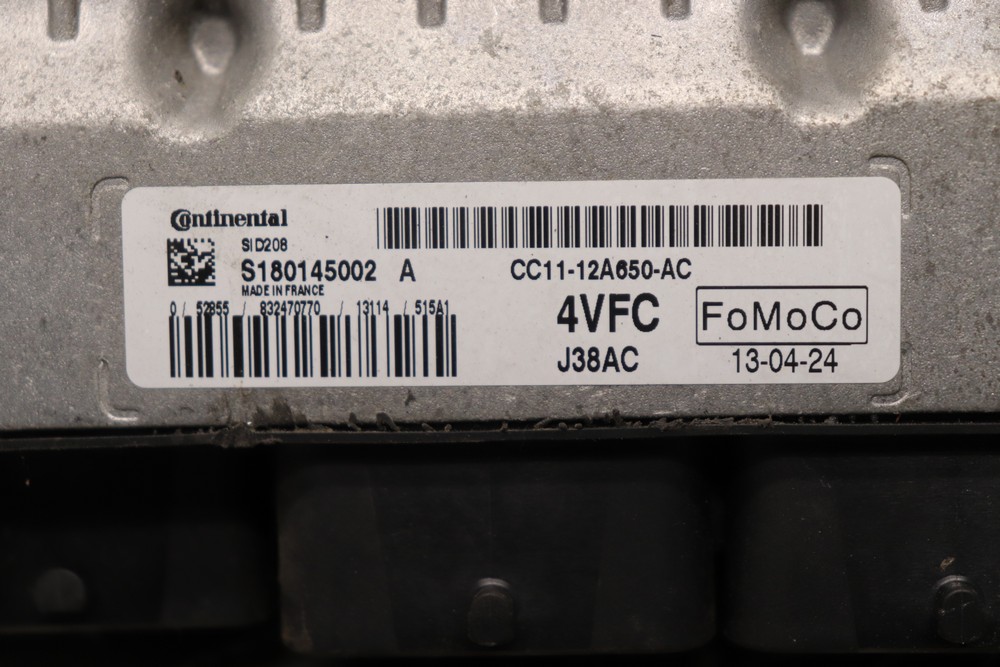 Continental
SID208
S180145002 A
MADE IN FRANCE
0 / 52855 / 832470770 / 13114 / 515A1
CC11-12A650-AC
4VFC
FoMoCo
J38AC
13-04-24